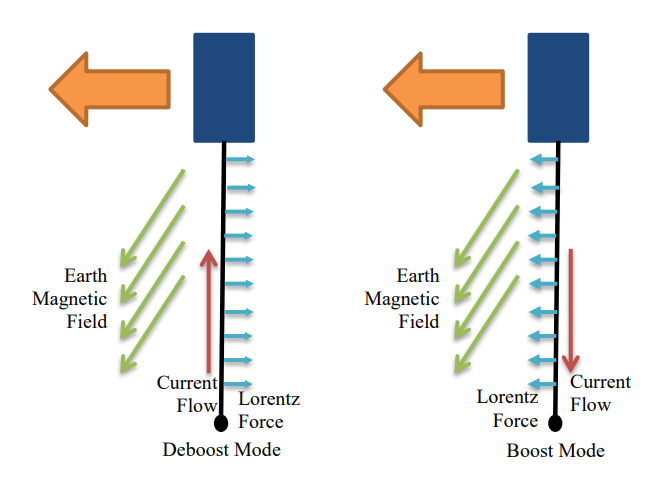 Earth
Magnetic
Field
Current
Flow
Lorentz
Force
Deboost Mode
Earth
Magnetic
Field
Lorentz
Force
Current
Flow
Boost Mode